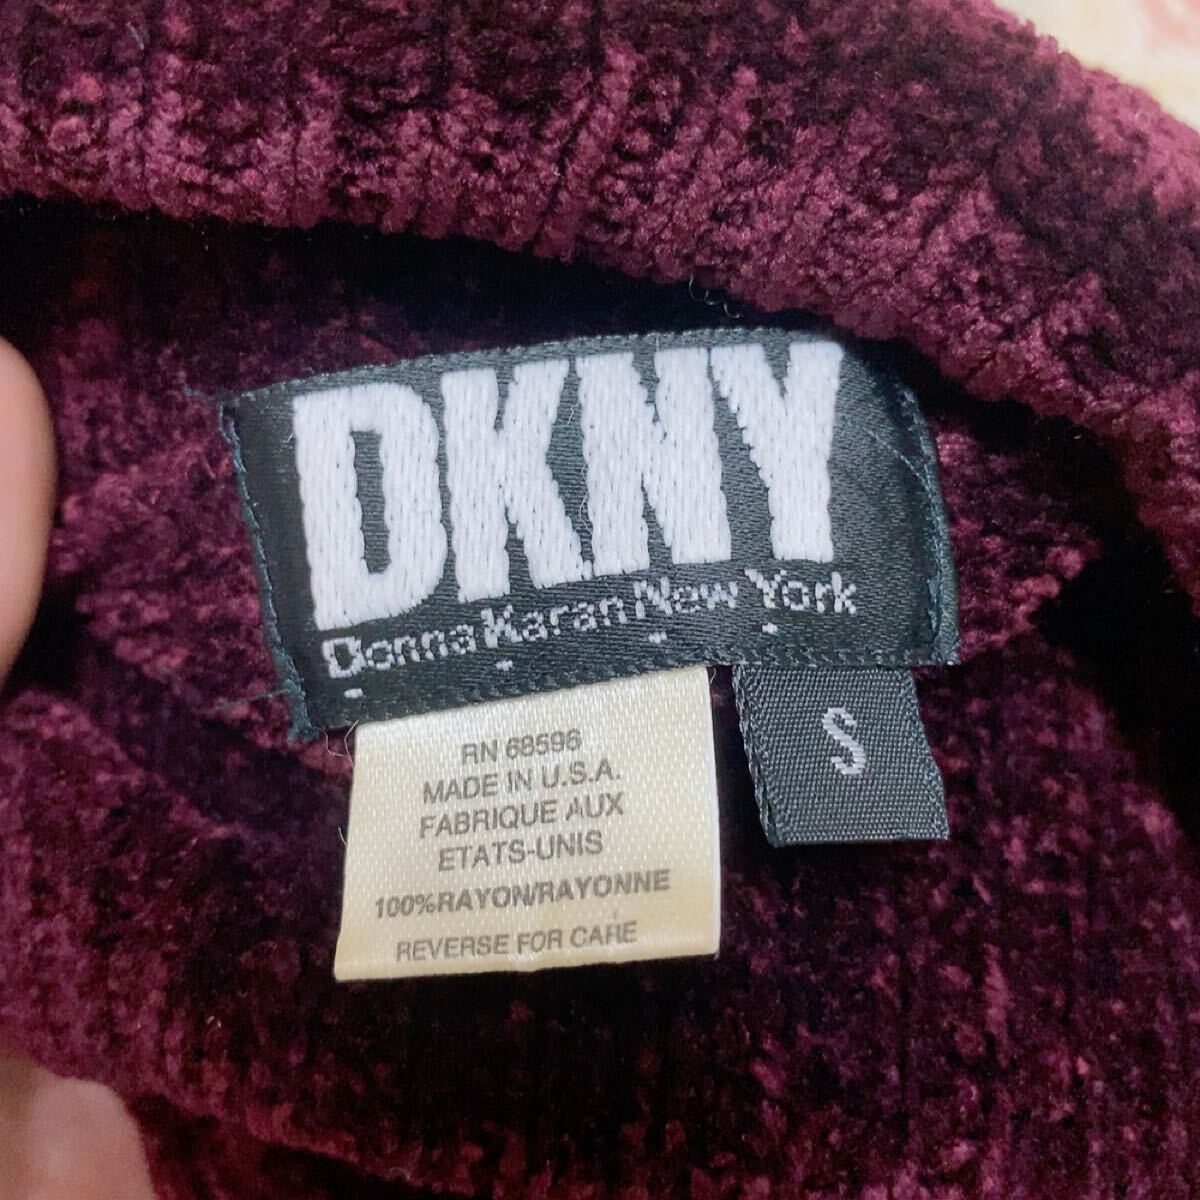 DKNY
Donna Karan New York
S
RN 68596
MADE IN U.S.A.
FABRIQUE AUX
ETATS-UNIS
100%RAYON/RAYONNE
REVERSE FOR CARE